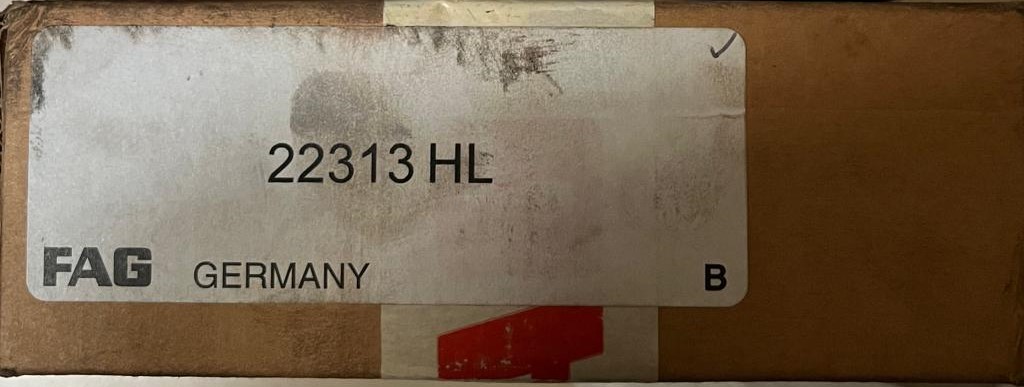 22313 HL
FAG GERMANY B